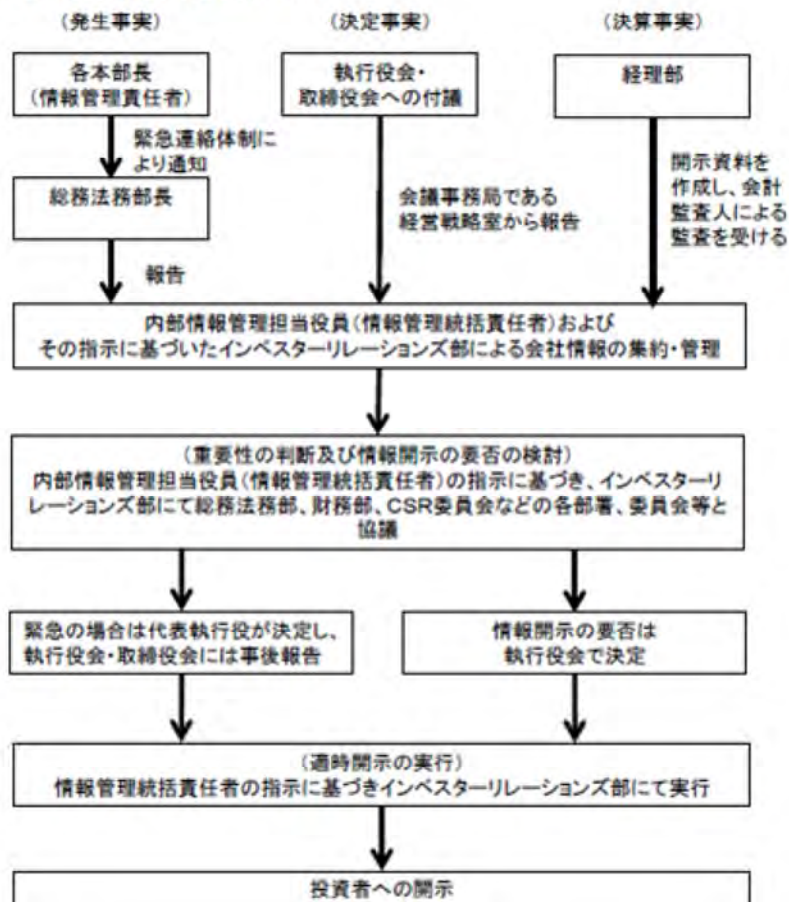 (発生事実)
(決定事実)
(決算事実)
各本部長
(情報管理責任者)
執行役会・
取締役会への付議
経理部
緊急連絡体制に
より通知
総務法務部長
会議事務局である
経営戦略室から報告
開示資料を
作成し、会計
監査人による
監査を受ける
報告
内部情報管理担当役員(情報管理統括責任者)および
その指示に基づいたインベスターリレーションズ部による会社情報の集約・管理
(重要性の判断及び情報開示の要否の検討)
内部情報管理担当役員(情報管理統括責任者)の指示に基づき、インベスターリ
レーションズ部にて総務法務部、財務部、CSR委員会などの各部署、委員会等と
協議
緊急の場合は代表執行役が決定し、
執行役会・取締役会には事後報告
情報開示の要否は
執行役会で決定
(適時開示の実行)
情報管理統括責任者の指示に基づきインベスターリレーションズ部にて実行
投資者への開示